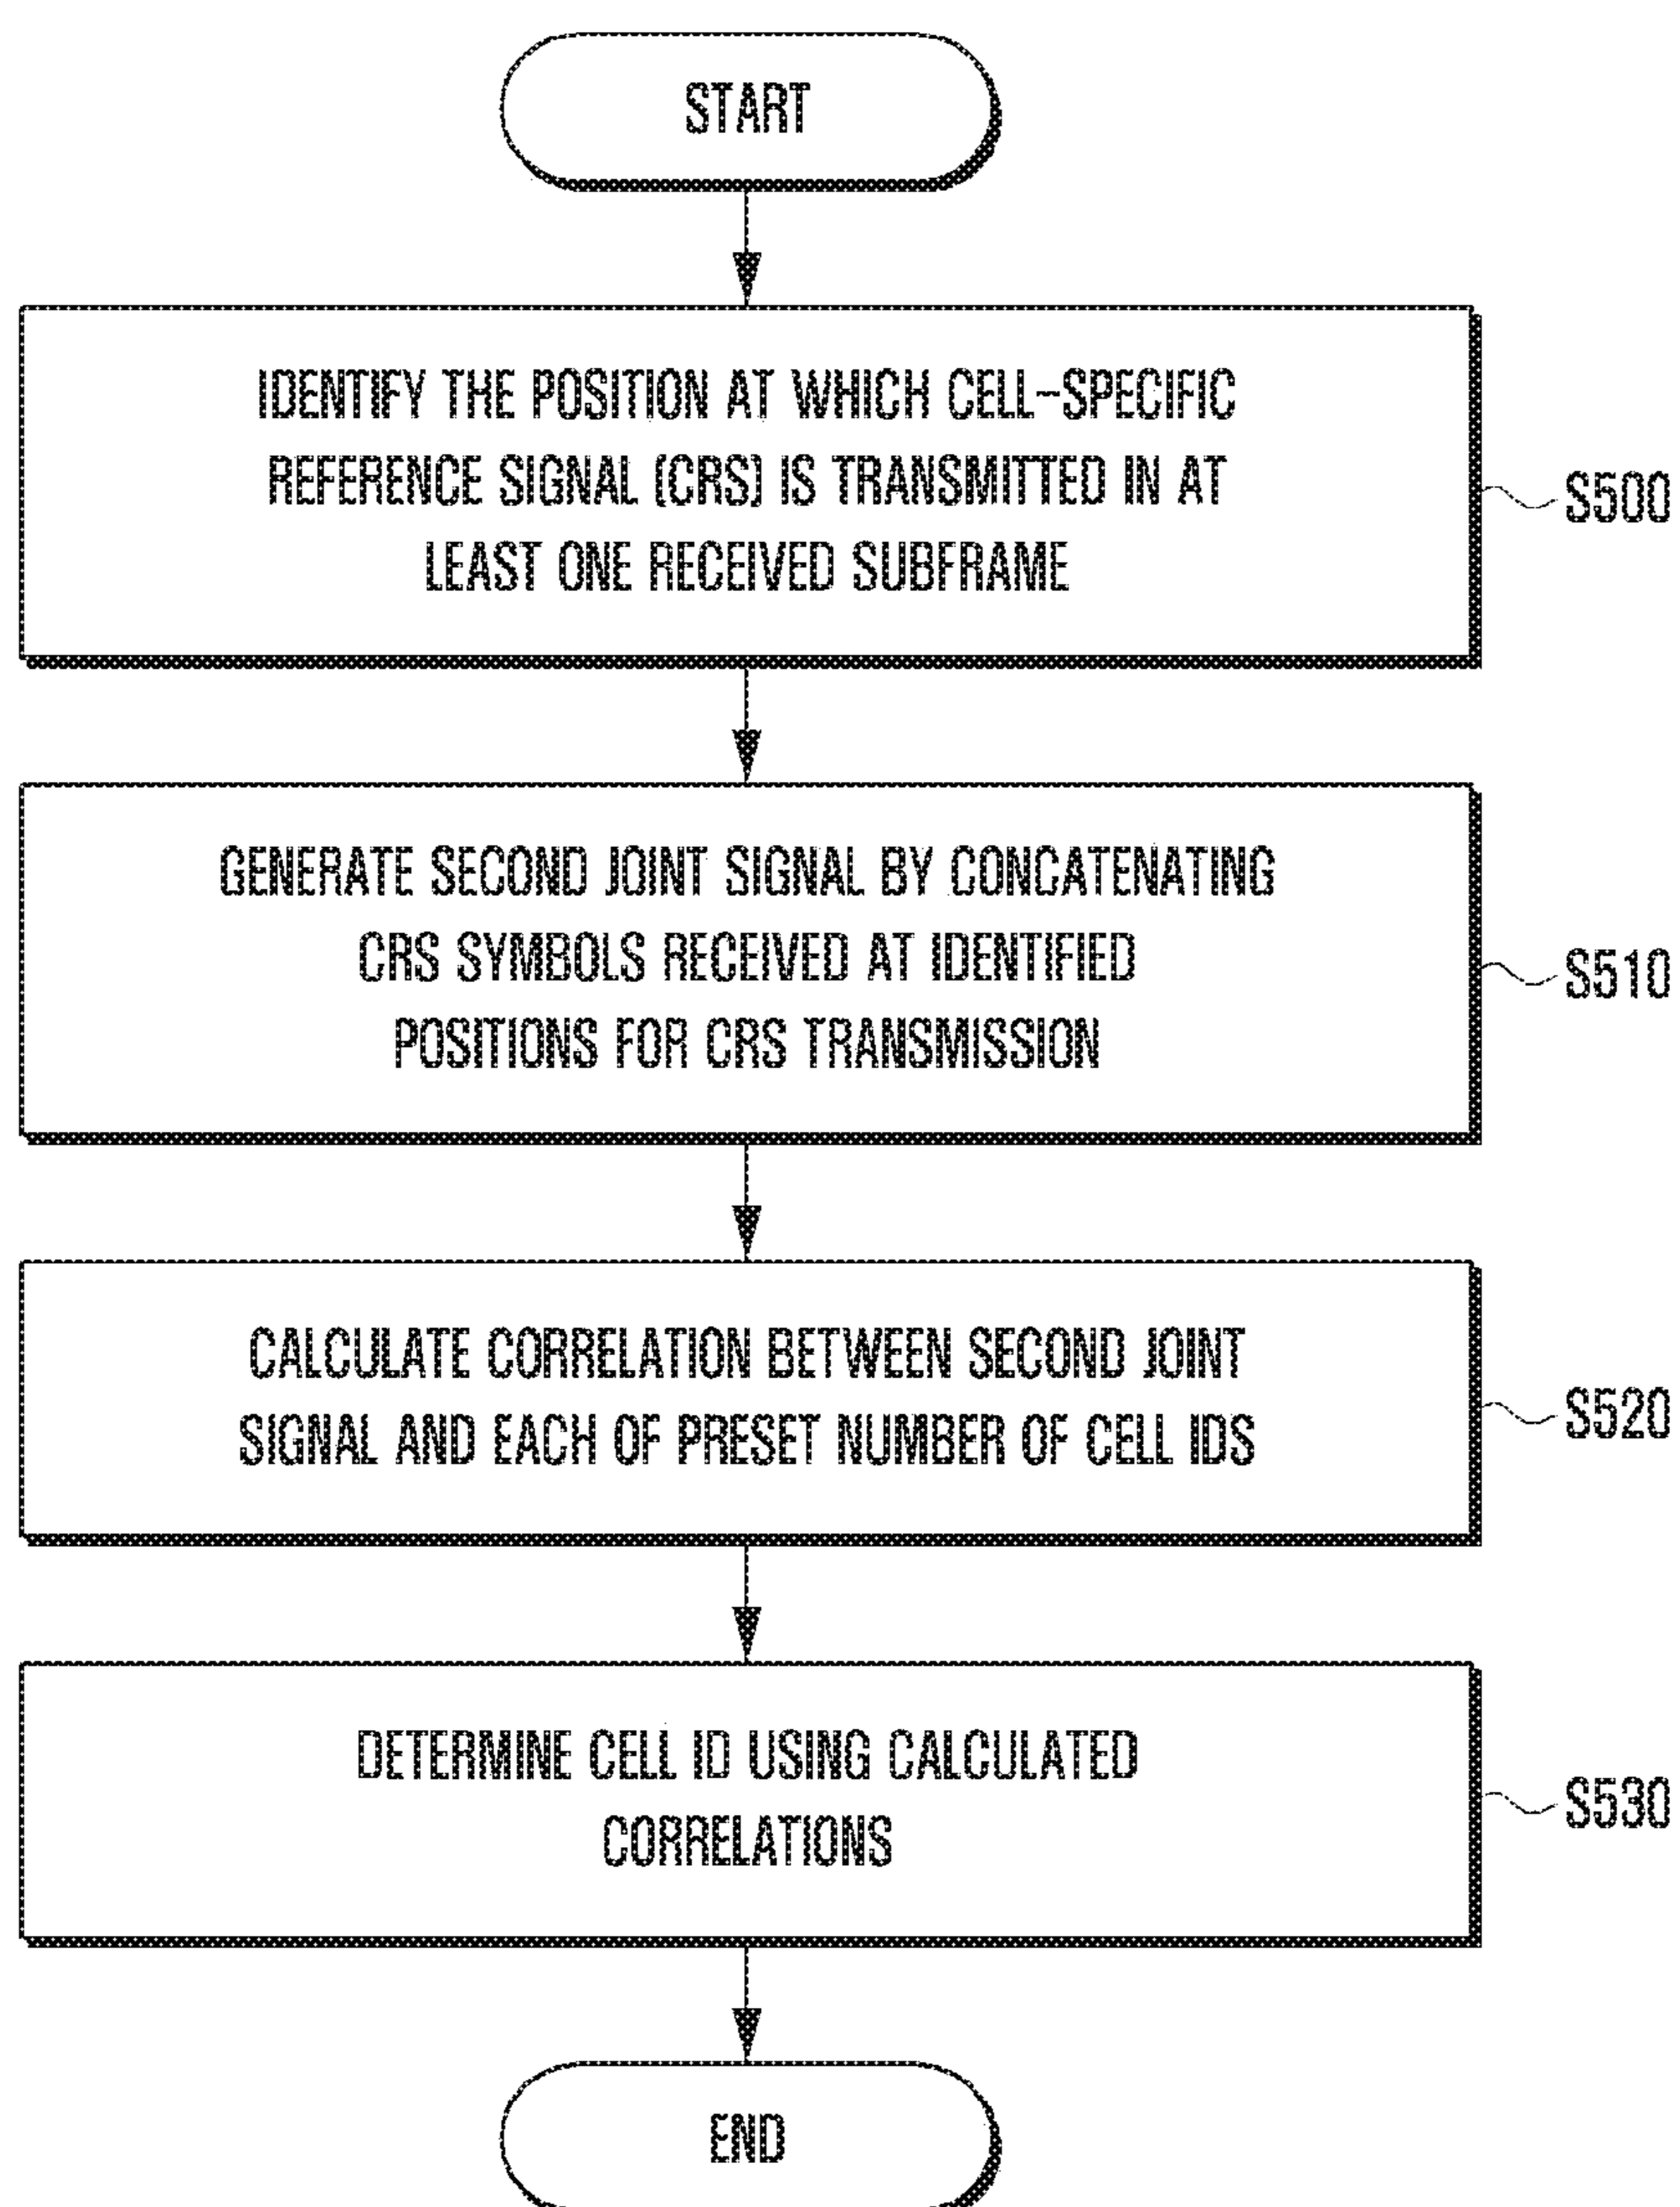 START
IDENTIFY THE POSITION AT WHICH CELL-SPECIFIC
REFERENCE SIGNAL (CRS) IS TRANSMITTED IN AT
LEAST ONE RECEIVED SUBFRAME
S500
GENERATE SECOND JOINT SIGNAL BY CONCATENATING
CRS SYMBOLS RECEIVED AT IDENTIFIED
POSITIONS FOR CRS TRANSMISSION
S510
CALCULATE CORRELATION BETWEEN SECOND JOINT
SIGNAL AND EACH OF PRESET NUMBER OF CELL IDS
S520
DETERMINE CELL ID USING CALCULATED
CORRELATIONS
S530
END